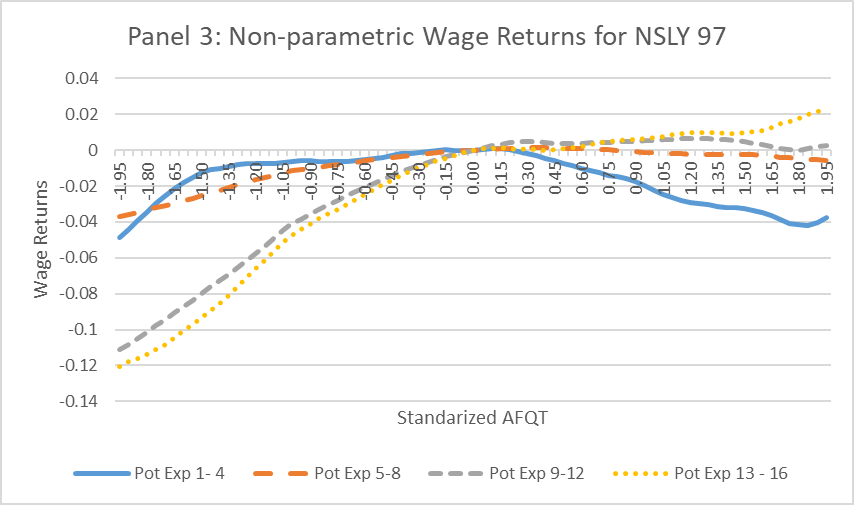 Panel 3: Non-parametric Wage Returns for NSLY 97
0.04
0.02
0
-0.02
-0.04
-0.06
-0.08
-0.1
-0.12
-0.14
Wage Returns
-1.95 -1.80 -1.65 -1.50 -1.35 -1.20 -1.05 -0.90 -0.75 -0.60 -0.45 -0.30 -0.15 0.00 0.15 0.30 0.45 0.60 0.75 0.90 1.05 1.20 1.35 1.50 1.65 1.80 1.95
Standarized AFQT
Pot Exp 1- 4 Pot Exp 5-8 Pot Exp 9-12 Pot Exp 13 - 16